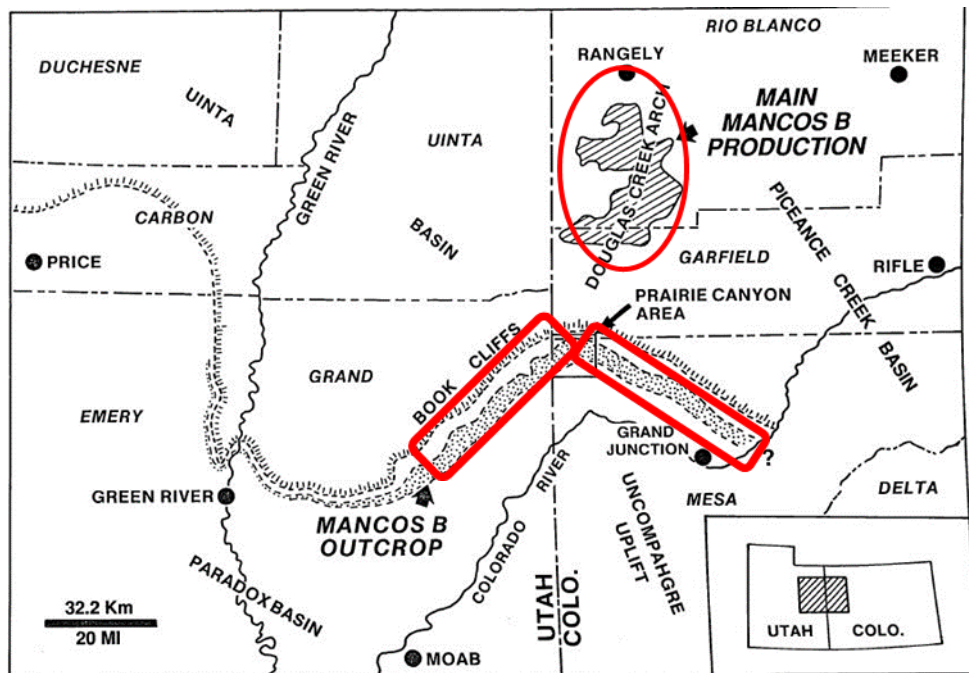 RIO BLANCO
RANGELY
MEEKER
DUCHESNE
UINTA
UINTA
MAIN
MANCOS B
PRODUCTION
GREEN RIVER
DOUGLAS CREEK ARCH
CARBON
BASIN
PRICE
GARFIELD
PICEANCE CREEK BASIN
RIFLE
PRAIRIE CANYON
AREA
BOOK CLIFFS
GRAND
EMERY
GRAND
JUNCTION
?
GREEN RIVER
MANCOS B
OUTCROP
COLORADO RIVER
UNCOMPAHGRE
UPLIFT
MESA
DELTA
PARADOX BASIN
32.2 Km
20 MI
UTAH
COLO.
MOAB
UTAH
COLO.